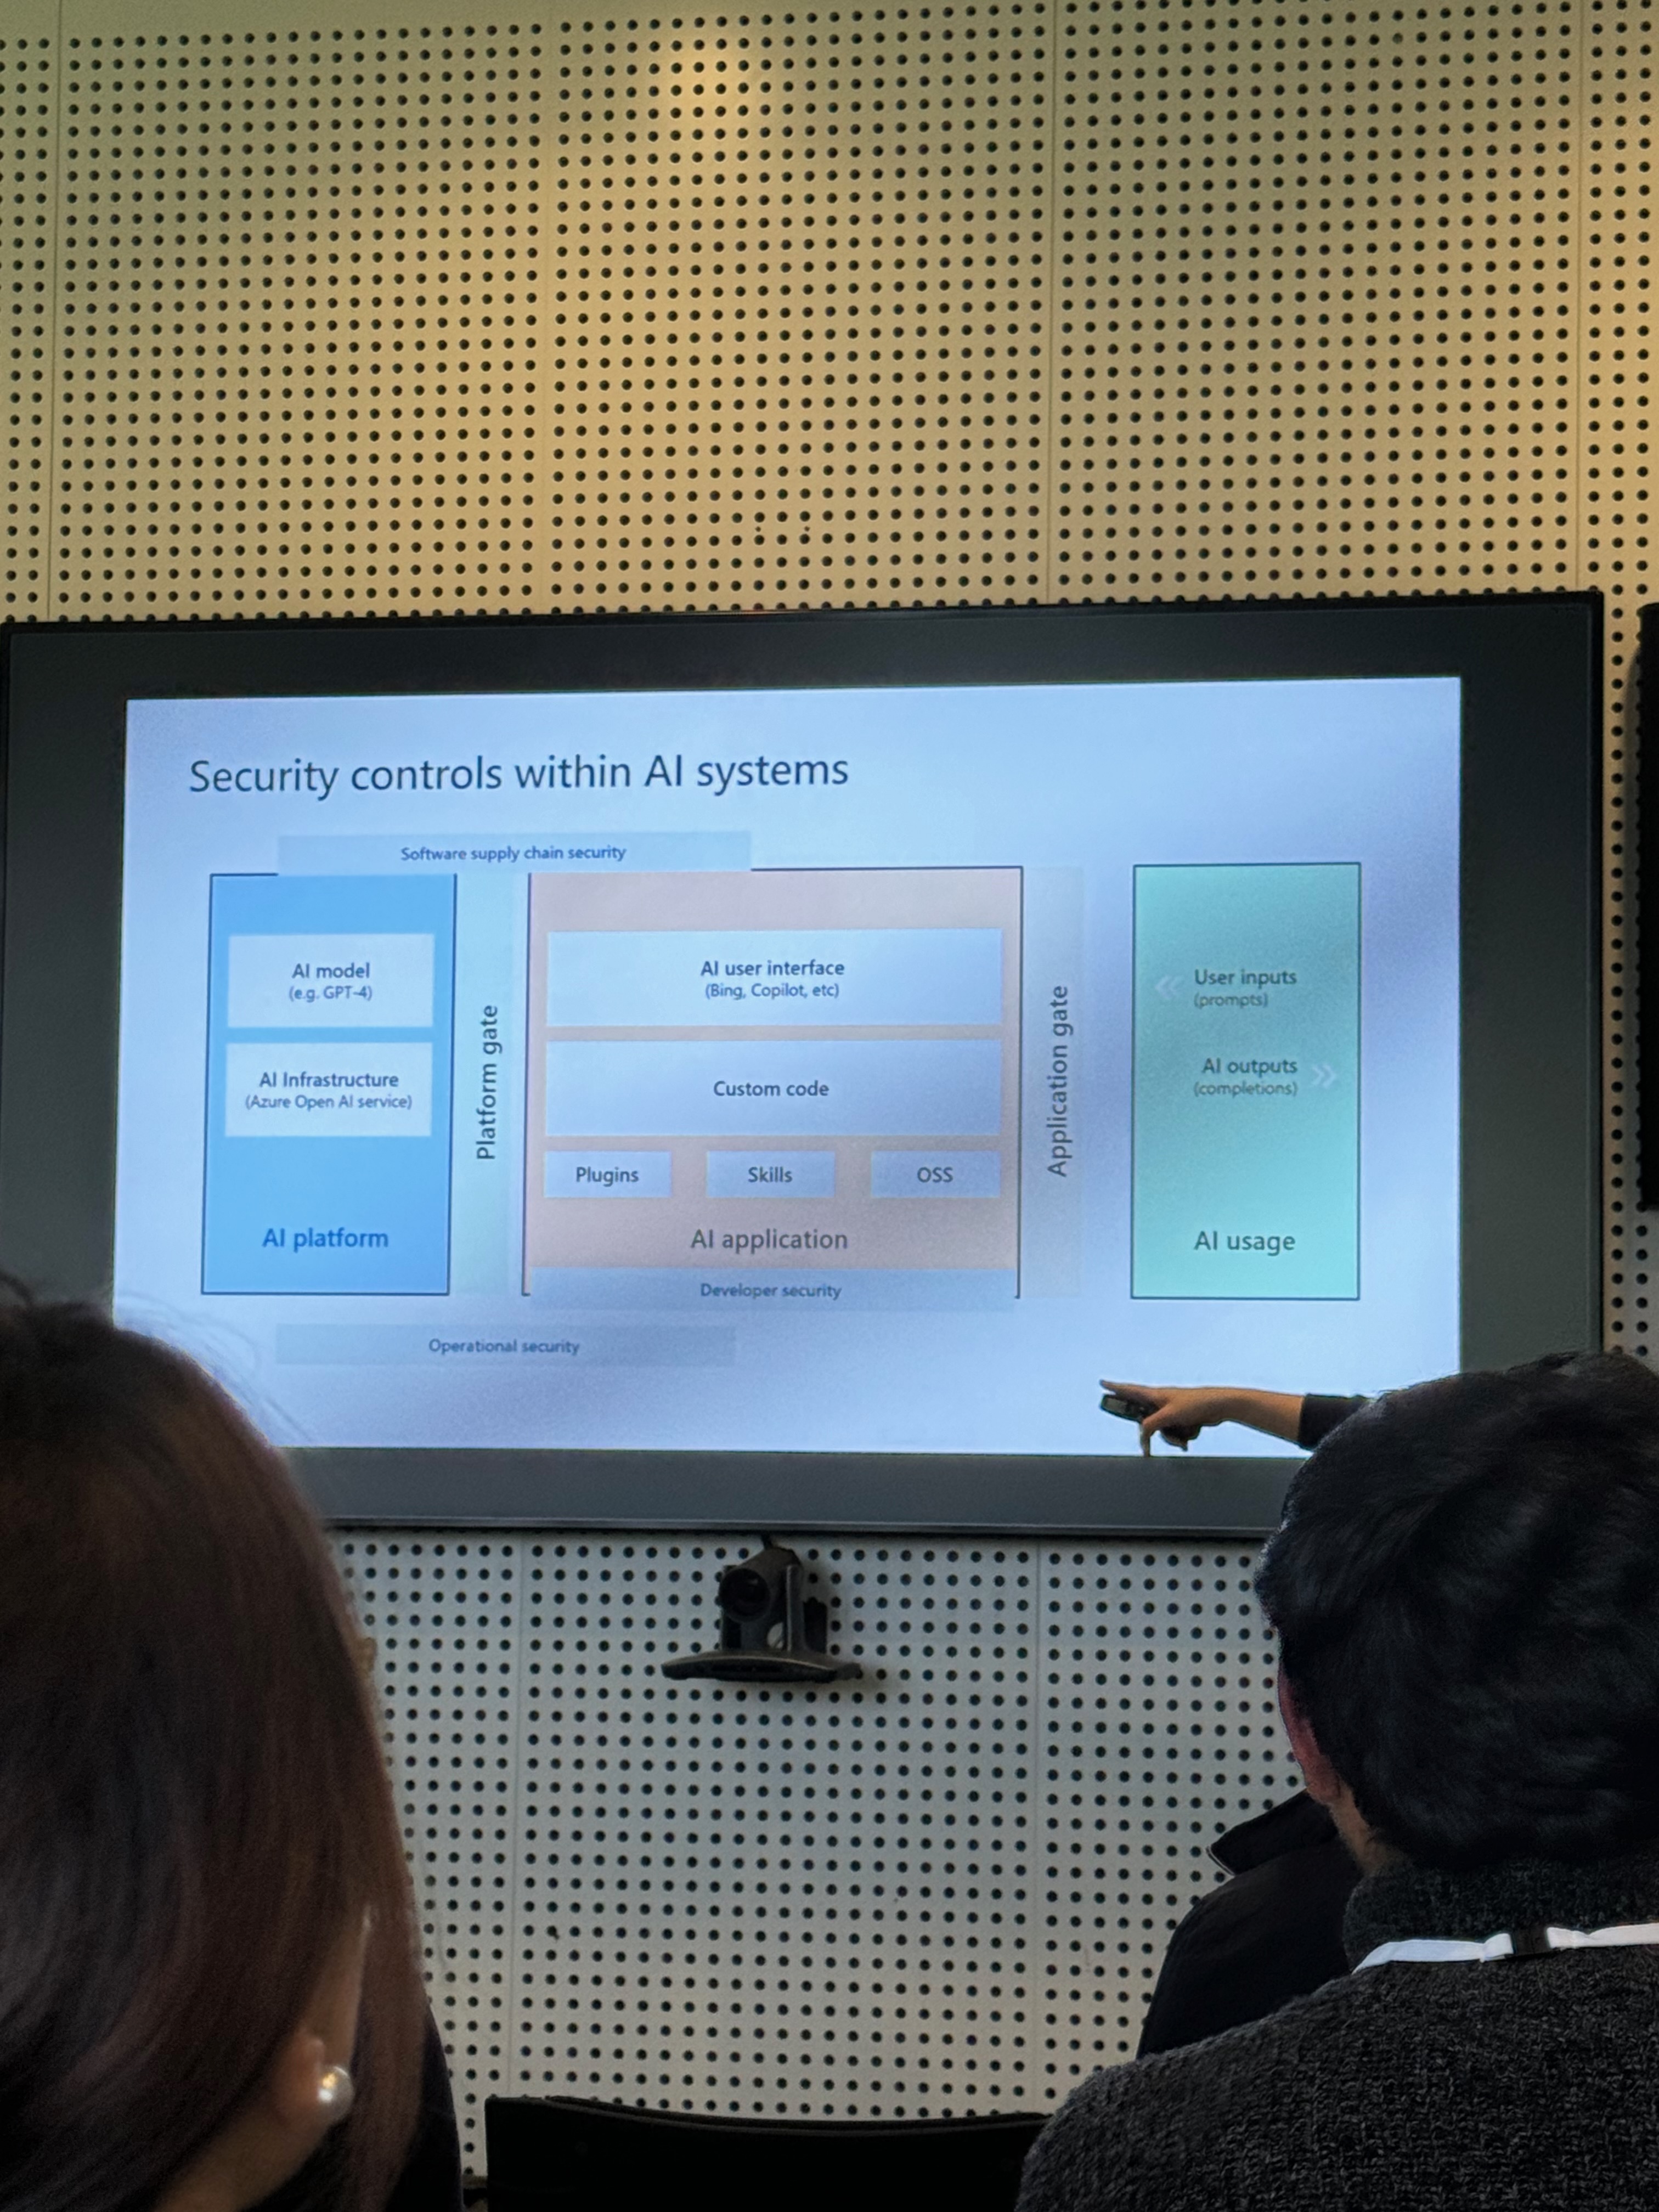 Security controls within AI systems
Software supply chain security
AI model
(e.g. GPT-4)
AI Infrastructure
(Azure Open AI service)
AI platform
Platform gate
AI user interface
(Bing, Copilot, etc)
Custom code
Plugins
Skills
OSS
AI application
Developer security
Operational security
Application gate
User inputs
(prompts)
AI outputs
(completions)
AI usage